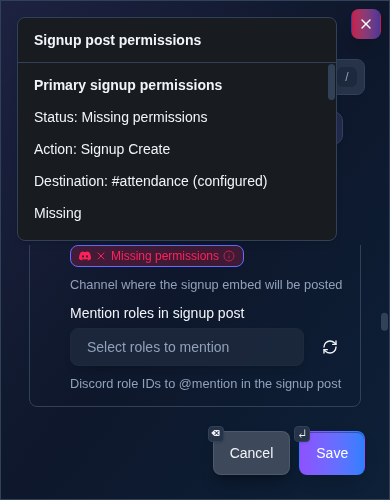 Signup post permissions
/
Primary signup permissions
Status: Missing permissions
Action: Signup Create
Destination: #attendance (configured)
Missing
Missing permissions
Channel where the signup embed will be posted
Mention roles in signup post
Select roles to mention
Discord role IDs to @mention in the signup post
Cancel
Save